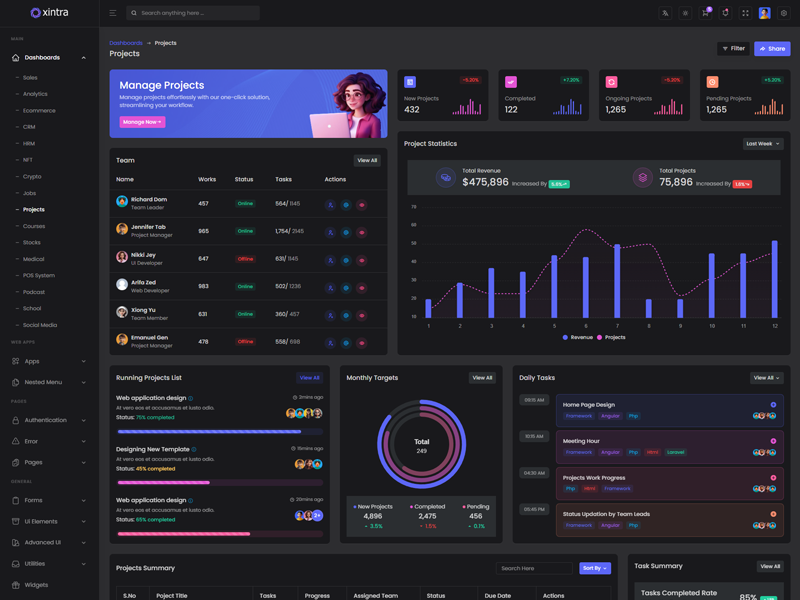 xintra
Search anything here ...
5
MAIN
Dashboards
Sales
Analytics
Ecommerce
CRM
HRM
NFT
Crypto
Jobs
Projects
Courses
Stocks
Medical
POS System
Podcast
School
Social Media
WEB APPS
Apps
Nested Menu
PAGES
Authentication
Error
Pages
GENERAL
Forms
UI Elements
Advanced UI
Utilities
Widgets
Dashboards → Projects
Projects
Filter
Share
Manage Projects
Manage projects effortlessly with our one-click solution,
streamlining your workflow.
Manage Now
-5.20%
New Projects
432
+7.20%
Completed
122
-5.20%
Ongoing Projects
1,265
+5.20%
Pending Projects
1,265
Team
View All
Name Works Status Tasks Actions
Richard Dom
Team Leader
457 Online 564/ 1145
Jennifer Tab
Project Manager
965 Online 1,754/ 2145
Nikki Jey
UI Developer
647 Offline 631/ 1145
Arifa Zed
Web Developer
983 Online 502/ 1236
Xiong Yu
Team Member
631 Online 360/ 457
Emanuel Gen
Project Manager
478 Offline 558/ 698
Project Statistics
Last Week
Total Revenue
$475,896 Increased By 5.6%
Total Projects
75,896 Increased By 1.6%
70
60
50
40
30
20
10
1 2 3 4 5 6 7 8 9 10 11 12
Revenue Projects
Running Projects List
View All
Web application design
2mins ago
At vero eos et accusamus et iusto odio.
Status: 75% completed
Designing New Template
15mins ago
At vero eos et accusamus et iusto odio.
Status: 45% completed
Web application design
20mins ago
At vero eos et accusamus et iusto odio.
Status: 65% completed
2+
Monthly Targets
View All
Total
249
New Projects
4,896
3.5%
Completed
2,475
1.5%
Pending
456
0.1%
Daily Tasks
View All
09:15 AM
Home Page Design
Framework Angular Php
10:15 AM
Meeting Hour
Framework Angular Php Html Laravel
04:30 AM
Projects Work Progress
Php Html Framework
05:45 PM
Status Updation by Team Leads
Framework Angular Php
Projects Summary
Search Here
Sort By
S.No Poject Title Tasks Progress Assigned Team Status Due Date Actions
Task Summary
View All
Tasks Completed Rate
85%